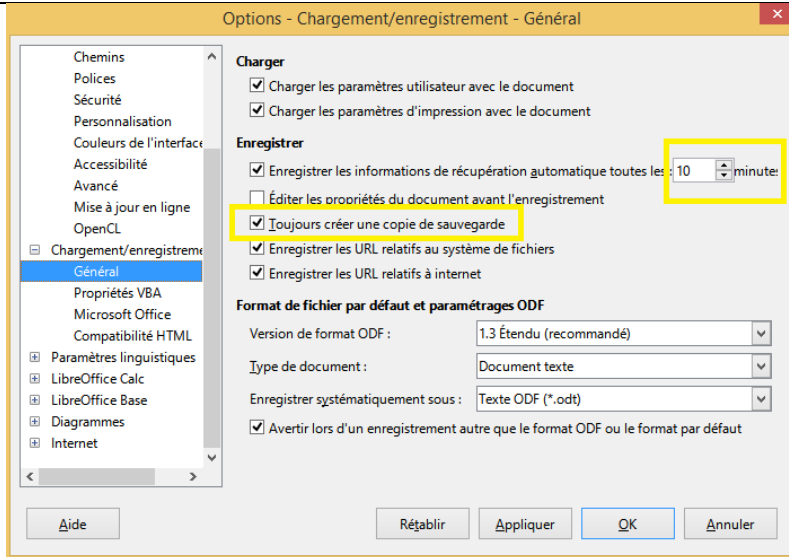 Options - Chargement/enregistrement - Général
Chemins
Polices
Sécurité
Personnalisation
Couleurs de l'interface
Accessibilité
Avancé
Mise à jour en ligne
OpenCL
Chargement/enregistreme
Général
Propriétés VBA
Microsoft Office
Compatibilité HTML
Paramètres linguistiques
LibreOffice Calc
LibreOffice Base
Diagrammes
Internet
Charger
Charger les paramètres utilisateur avec le document
Charger les paramètres d'impression avec le document
Enregistrer
Enregistrer les informations de récupération automatique toutes les : 10 minutes
Éditer les propriétés du document avant l'enregistrement
Toujours créer une copie de sauvegarde
Enregistrer les URL relatifs au système de fichiers
Enregistrer les URL relatifs à internet
Format de fichier par défaut et paramétrages ODF
Version de format ODF : 1.3 Étendu (recommandé)
Type de document : Document texte
Enregistrer systématiquement sous : Texte ODF (*.odt)
Avertir lors d'un enregistrement autre que le format ODF ou le format par défaut
Aide Rétablir Appliquer OK Annuler